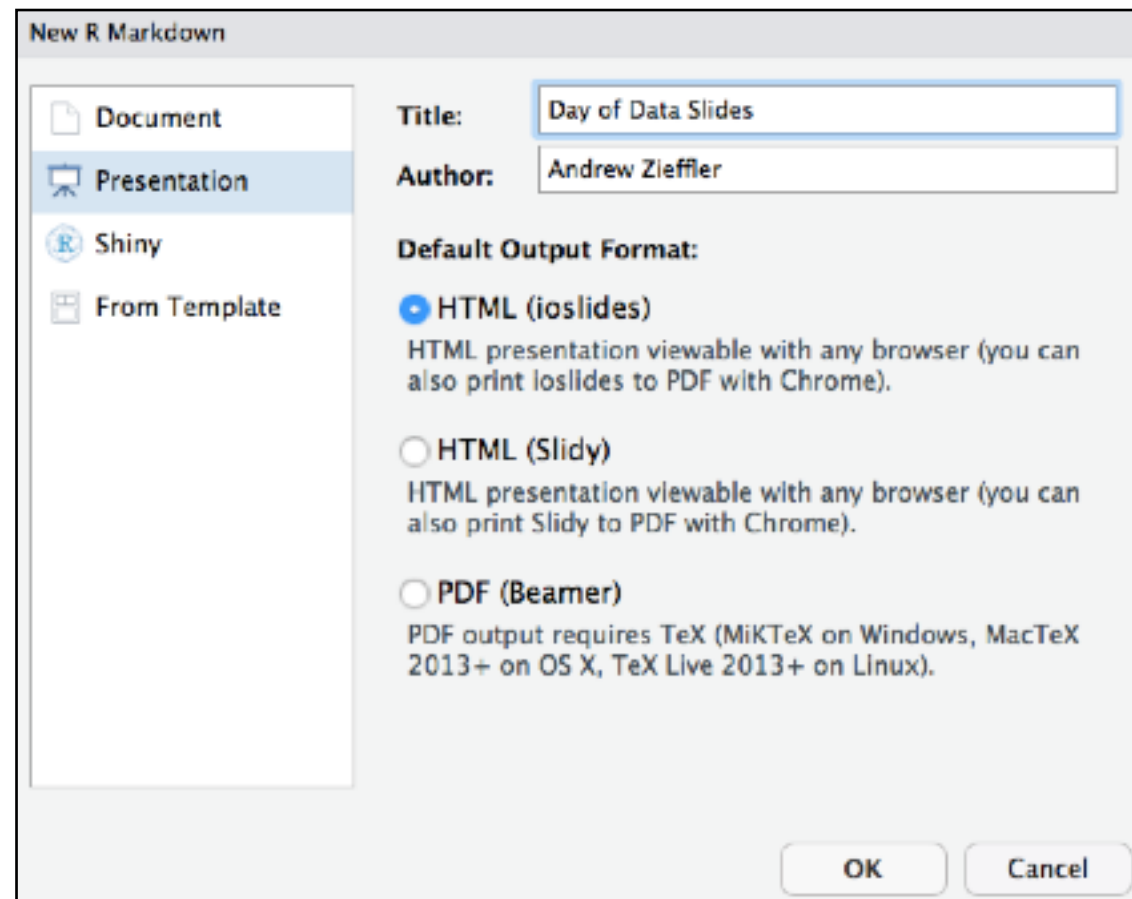 New R Markdown
Document
Presentation
Shiny
From Template
Title:
Day of Data Slides
Author:
Andrew Zieffler
Default Output Format:
HTML (ioslides)
HTML presentation viewable with any browser (you can
also print ioslides to PDF with Chrome).
HTML (Slidy)
HTML presentation viewable with any browser (you can
also print Slidy to PDF with Chrome).
PDF (Beamer)
PDF output requires TeX (MiKTeX on Windows, MacTeX
2013+ on OS X, TeX Live 2013+ on Linux).
OK
Cancel